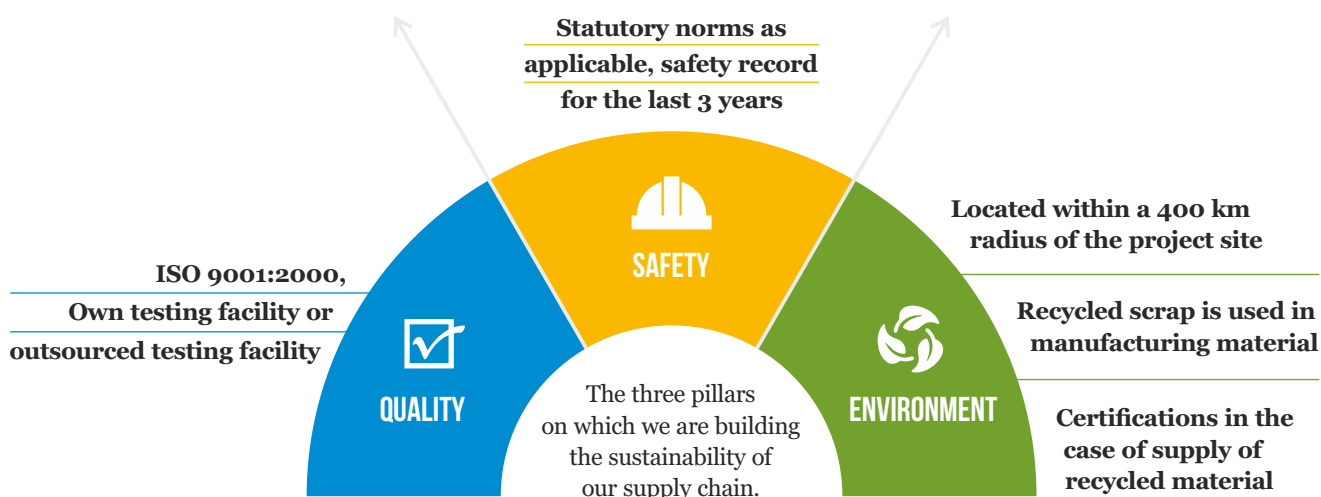 Statutory norms as
applicable, safety record
for the last 3 years
SAFETY
ISO 9001:2000,
Own testing facility or
outsourced testing facility
QUALITY
Located within a 400 km
radius of the project site
Recycled scrap is used in
manufacturing material
Certifications in the
case of supply of
recycled material
ENVIRONMENT
The three pillars
on which we are building
the sustainability of
our supply chain.